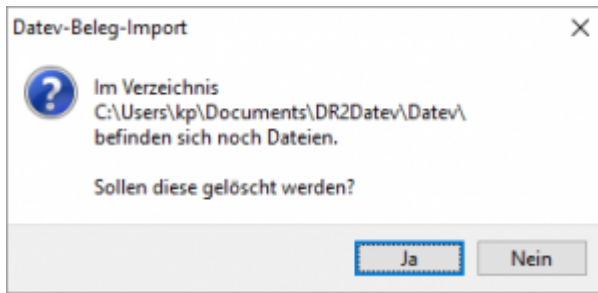 Datev-Beleg-Import
Im Verzeichnis
C:\Users\kp\Documents\DR2Datev\Datev\
befinden sich noch Dateien.
Sollen diese gelöscht werden?
Ja
Nein